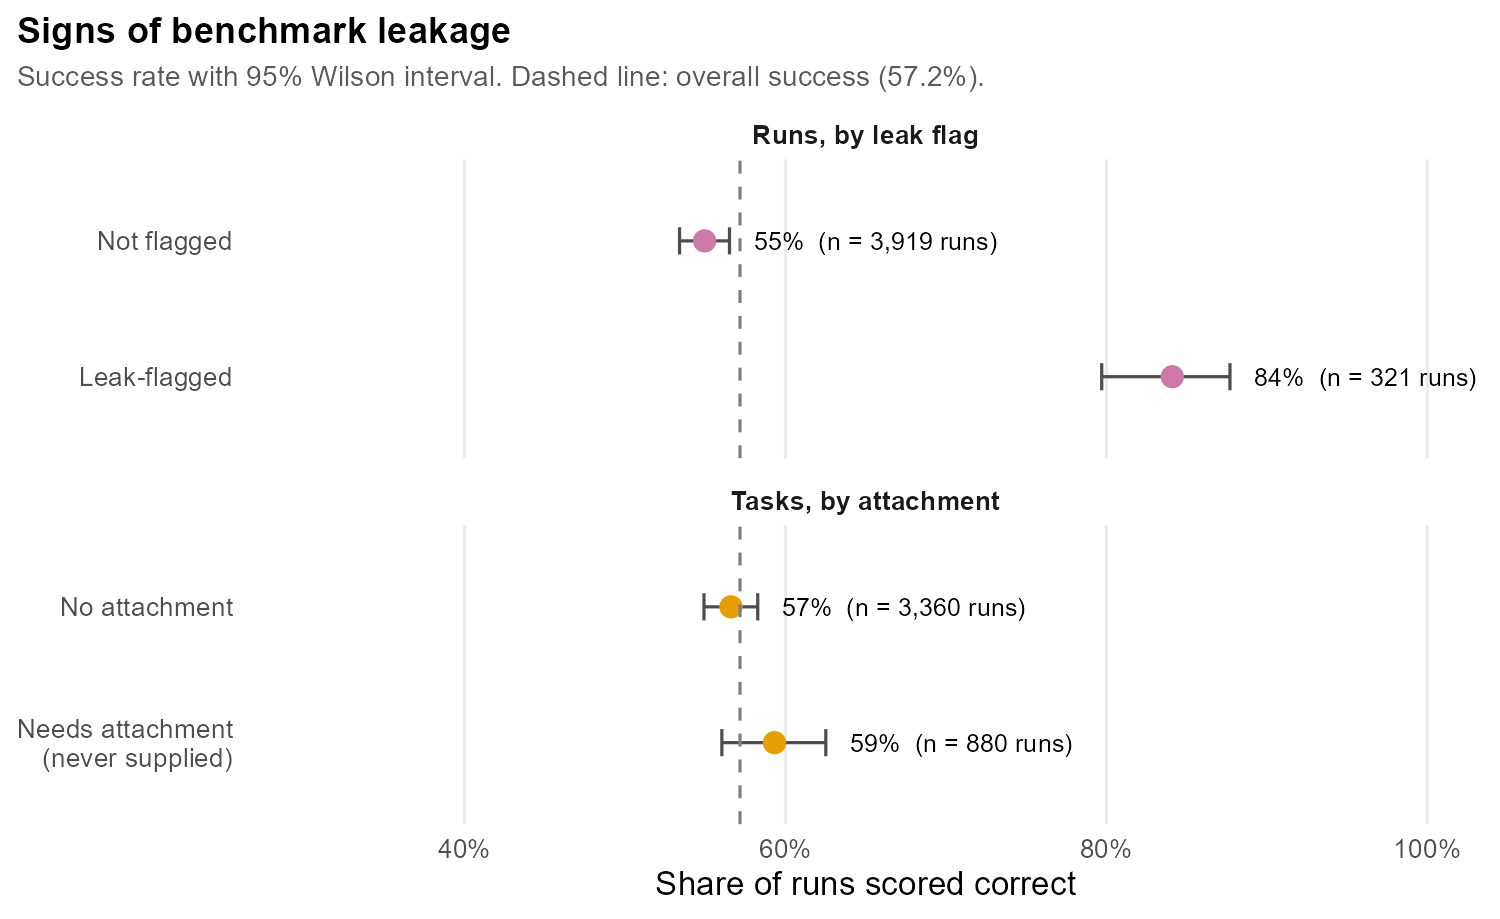 Signs of benchmark leakage
Success rate with 95% Wilson interval. Dashed line: overall success (57.2%).
Runs, by leak flag
Not flagged
55%  (n = 3,919 runs)
Leak-flagged
84%  (n = 321 runs)
Tasks, by attachment
No attachment
57%  (n = 3,360 runs)
Needs attachment
(never supplied)
59%  (n = 880 runs)
40% 60% 80% 100%
Share of runs scored correct